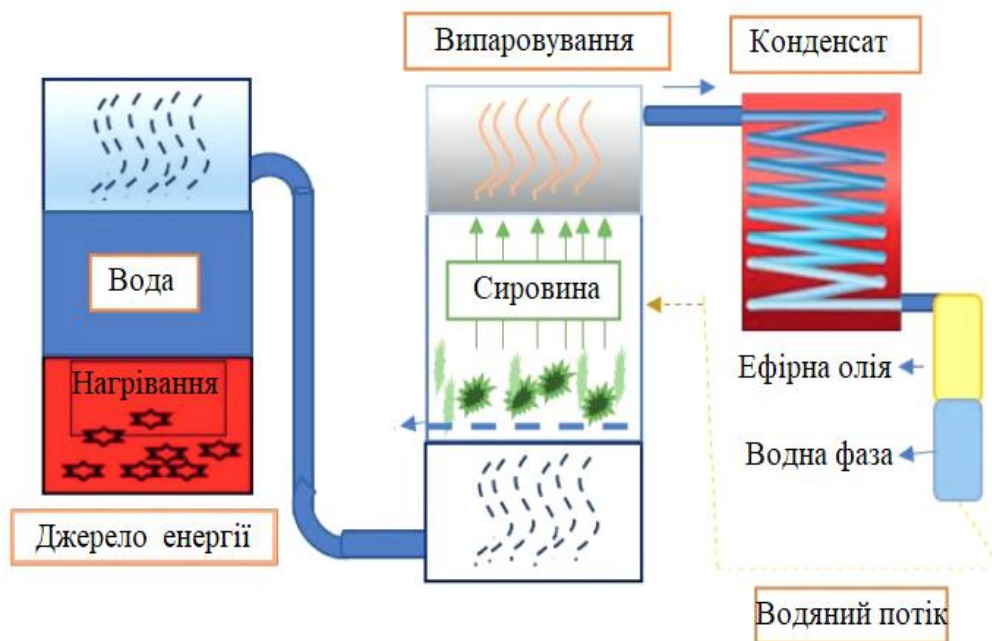 Випаровування
Конденсат
Вода
Сировина
Нагрівання
Ефірна олія
Водна фаза
Джерело енергії
Водяний потік